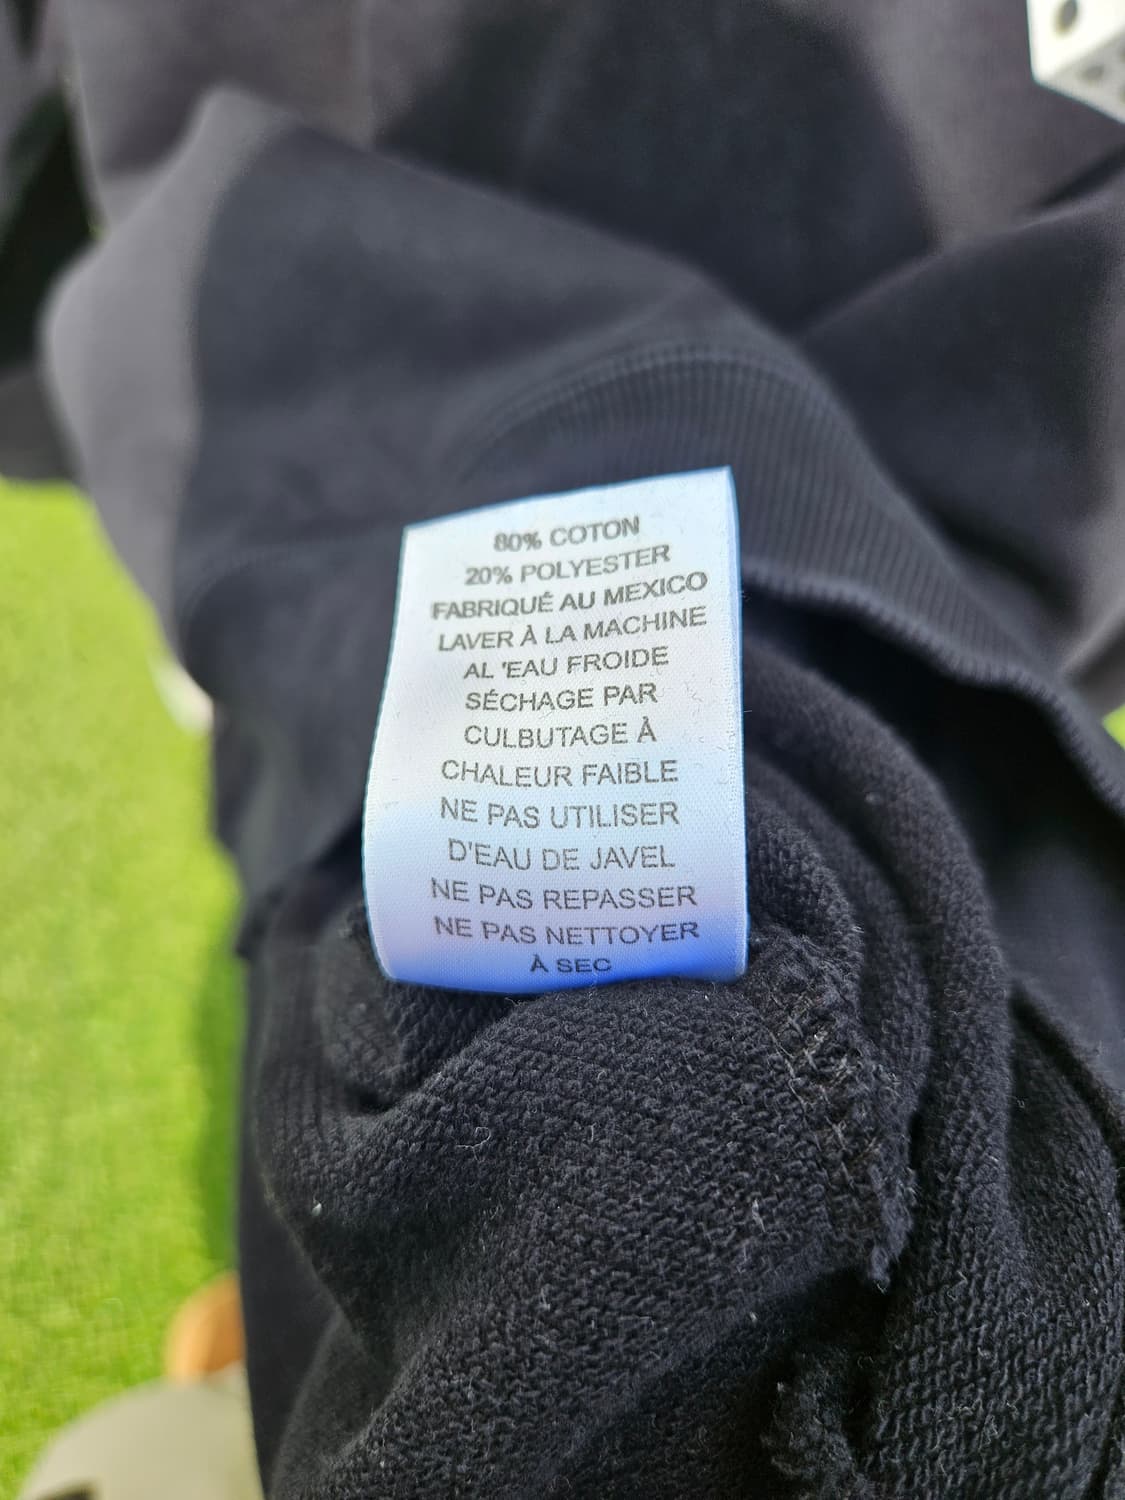 80% COTON
20% POLYESTER
FABRIQUÉ AU MEXICO
LAVER À LA MACHINE
AL 'EAU FROIDE
SÉCHAGE PAR
CULBUTAGE À
CHALEUR FAIBLE
NE PAS UTILISER
D'EAU DE JAVEL
NE PAS REPASSER
NE PAS NETTOYER
À SEC